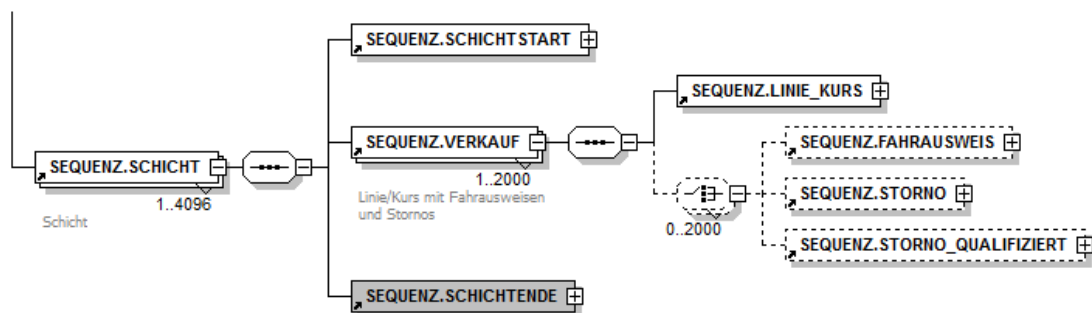 SEQUENZ.SCHICHTSTART
SEQUENZ.LINIE_KURS
SEQUENZ.SCHICHT
1..4096
Schicht
SEQUENZ.VERKAUF
1..2000
Linie/Kurs mit Fahrausweisen
und Stornos
SEQUENZ.FAHRAUSWEIS
SEQUENZ.STORNO
0..2000
SEQUENZ.STORNO_QUALIFIZIERT
SEQUENZ.SCHICHTENDE